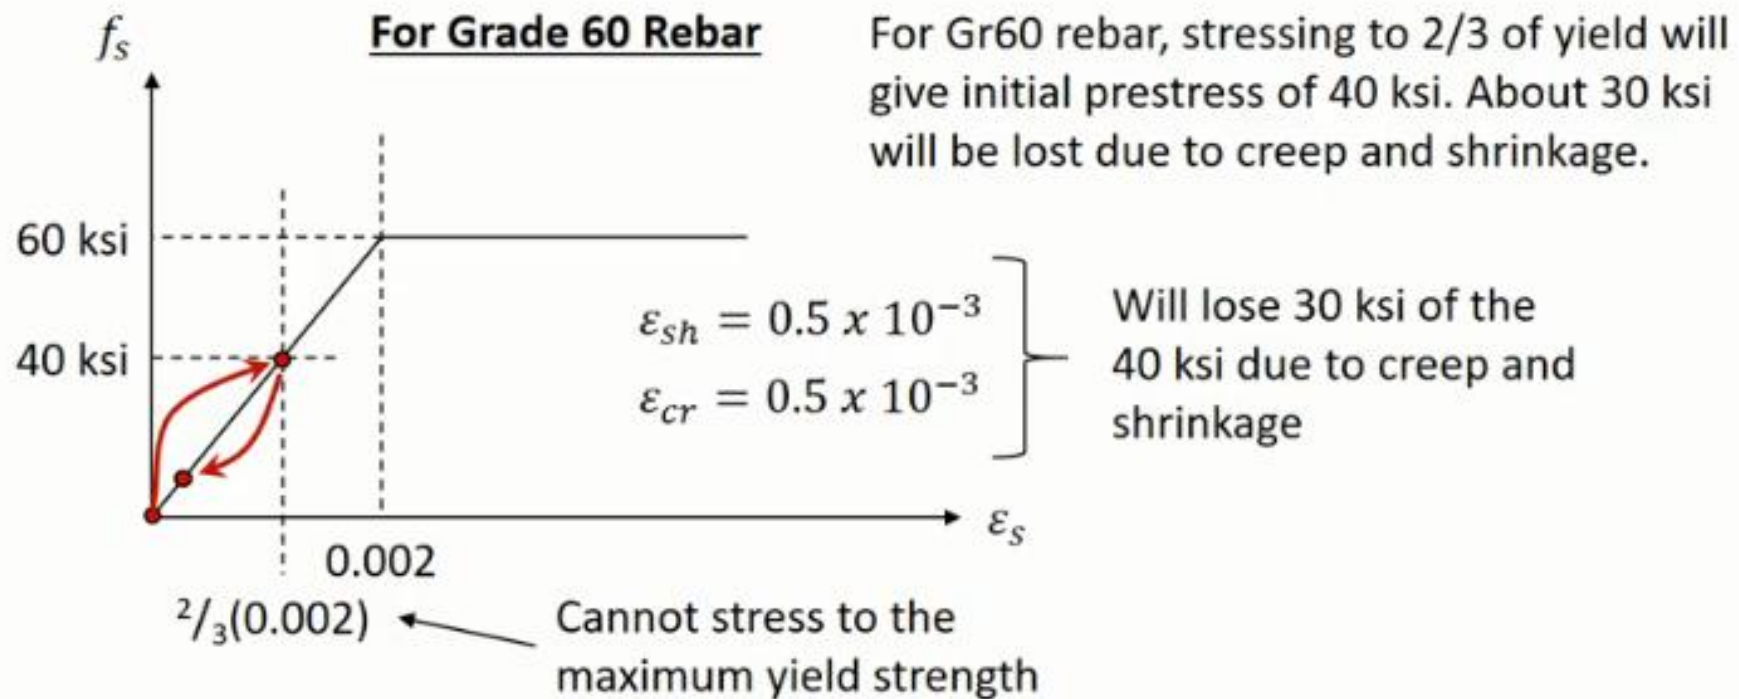 f_s
For Grade 60 Rebar
For Gr60 rebar, stressing to 2/3 of yield will
give initial prestress of 40 ksi. About 30 ksi
will be lost due to creep and shrinkage.
60 ksi
40 ksi
ε_sh = 0.5 x 10⁻³
ε_cr = 0.5 x 10⁻³
Will lose 30 ksi of the
40 ksi due to creep and
shrinkage
ε_s
0.002
²/₃(0.002)
Cannot stress to the
maximum yield strength